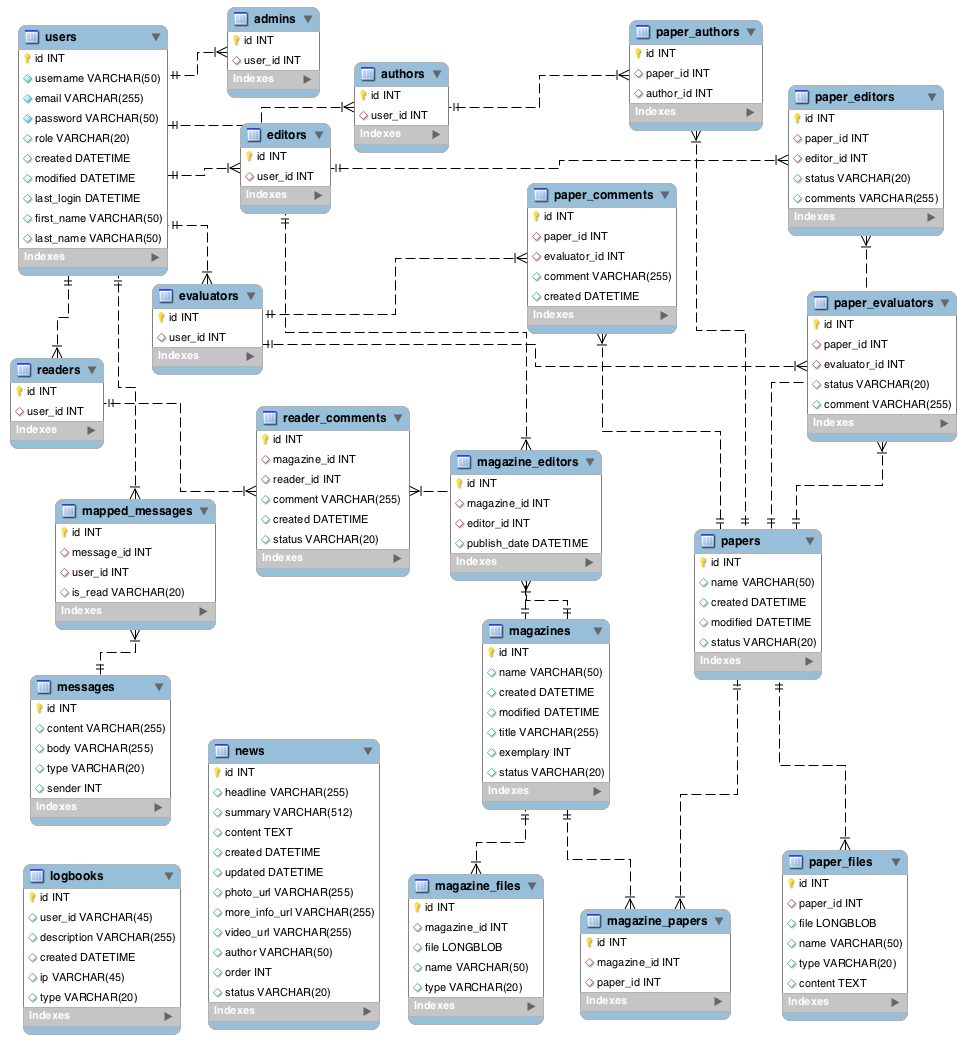 users
id INT
username VARCHAR(50)
email VARCHAR(255)
password VARCHAR(50)
role VARCHAR(20)
created DATETIME
modified DATETIME
last_login DATETIME
first_name VARCHAR(50)
last_name VARCHAR(50)
Indexes
admins
id INT
user_id INT
Indexes
authors
id INT
user_id INT
Indexes
editors
id INT
user_id INT
Indexes
paper_authors
id INT
paper_id INT
author_id INT
Indexes
paper_editors
id INT
paper_id INT
editor_id INT
status VARCHAR(20)
comments VARCHAR(255)
Indexes
paper_comments
id INT
paper_id INT
evaluator_id INT
comment VARCHAR(255)
created DATETIME
Indexes
evaluators
id INT
user_id INT
Indexes
paper_evaluators
id INT
paper_id INT
evaluator_id INT
status VARCHAR(20)
comment VARCHAR(255)
Indexes
readers
id INT
user_id INT
Indexes
reader_comments
id INT
magazine_id INT
reader_id INT
comment VARCHAR(255)
created DATETIME
status VARCHAR(20)
Indexes
magazine_editors
id INT
magazine_id INT
editor_id INT
publish_date DATETIME
Indexes
mapped_messages
id INT
message_id INT
user_id INT
is_read VARCHAR(20)
Indexes
papers
id INT
name VARCHAR(50)
created DATETIME
modified DATETIME
status VARCHAR(20)
Indexes
magazines
id INT
name VARCHAR(50)
created DATETIME
modified DATETIME
title VARCHAR(255)
exemplary INT
status VARCHAR(20)
Indexes
messages
id INT
content VARCHAR(255)
body VARCHAR(255)
type VARCHAR(20)
sender INT
Indexes
news
id INT
headline VARCHAR(255)
summary VARCHAR(512)
content TEXT
created DATETIME
updated DATETIME
photo_url VARCHAR(255)
more_info_url VARCHAR(255)
video_url VARCHAR(255)
author VARCHAR(50)
order INT
status VARCHAR(20)
Indexes
logbooks
id INT
user_id VARCHAR(45)
description VARCHAR(255)
created DATETIME
ip VARCHAR(45)
type VARCHAR(20)
Indexes
magazine_files
id INT
magazine_id INT
file LONGBLOB
name VARCHAR(50)
type VARCHAR(20)
Indexes
magazine_papers
id INT
magazine_id INT
paper_id INT
Indexes
paper_files
id INT
paper_id INT
file LONGBLOB
name VARCHAR(50)
type VARCHAR(20)
content TEXT
Indexes